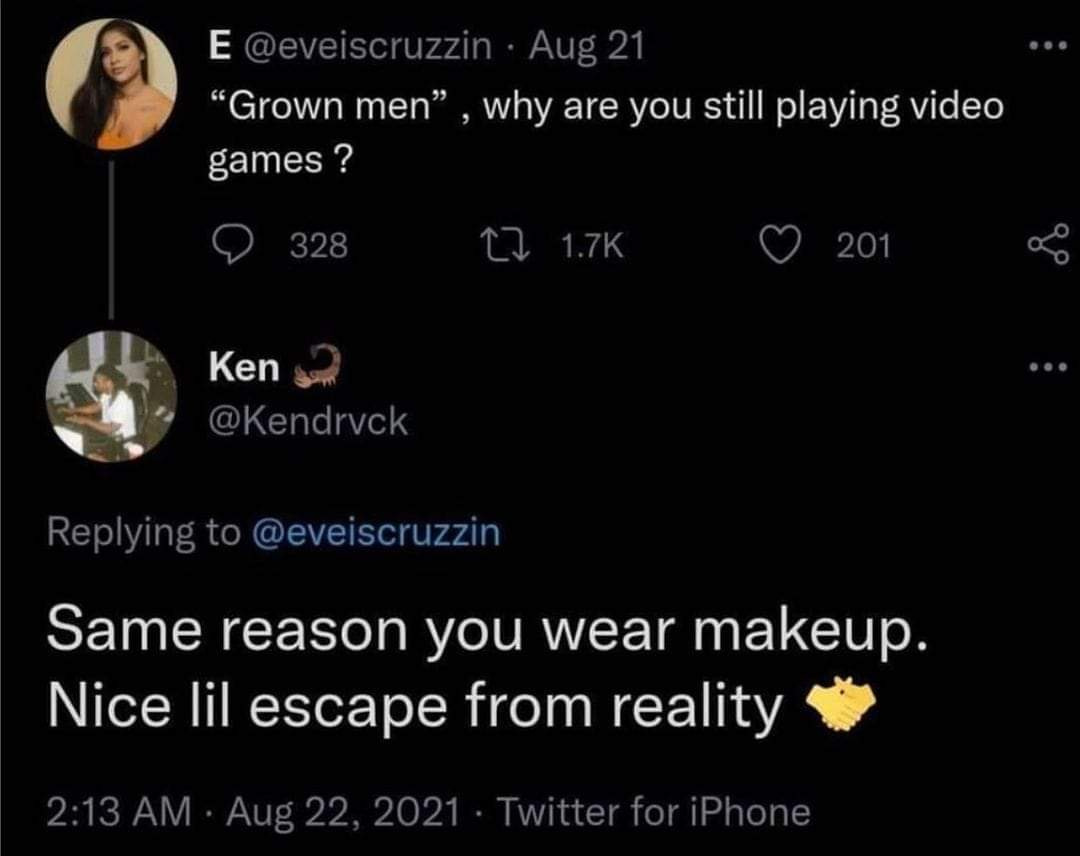 E @eveiscruzzin · Aug 21
“Grown men” , why are you still playing video
games ?
328 1.7K 201
Ken
@Kendrvck
Replying to @eveiscruzzin
Same reason you wear makeup.
Nice lil escape from reality 🤝
2:13 AM · Aug 22, 2021 · Twitter for iPhone